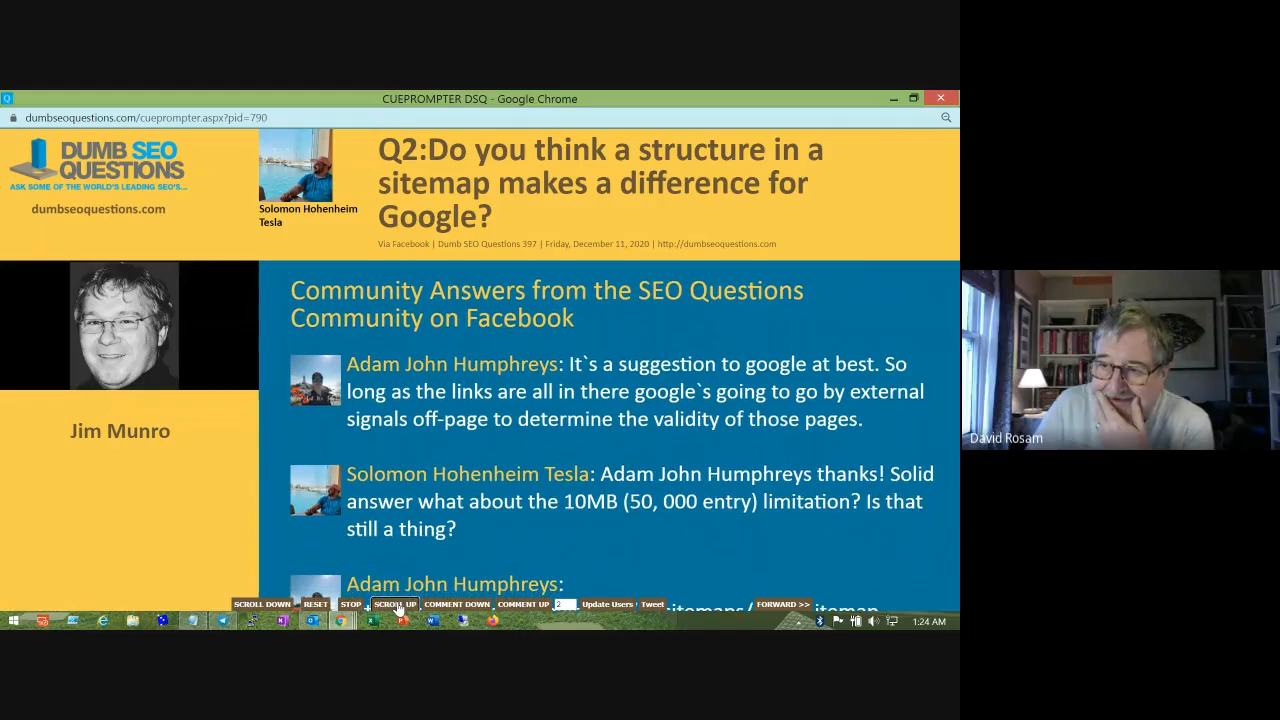 CUEPROMPTER DSQ - Google Chrome
dumbseoquestions.com/cueprompter.aspx?pid=790
DUMB SEO
QUESTIONS
ASK SOME OF THE WORLD'S LEADING SEO'S...
dumbseoquestions.com
Solomon Hohenheim
Tesla
Q2:Do you think a structure in a
sitemap makes a difference for
Google?
Via Facebook | Dumb SEO Questions 397 | Friday, December 11, 2020 | http://dumbseoquestions.com
Jim Munro
Community Answers from the SEO Questions
Community on Facebook
Adam John Humphreys: It`s a suggestion to google at best. So
long as the links are all in there google`s going to go by external
signals off-page to determine the validity of those pages.
Solomon Hohenheim Tesla: Adam John Humphreys thanks! Solid
answer what about the 10MB (50, 000 entry) limitation? Is that
still a thing?
Adam John Humphreys:
SCROLL DOWN RESET STOP SCROLL UP COMMENT DOWN COMMENT UP 2 Update Users Tweet FORWARD >>
1:24 AM
David Rosam